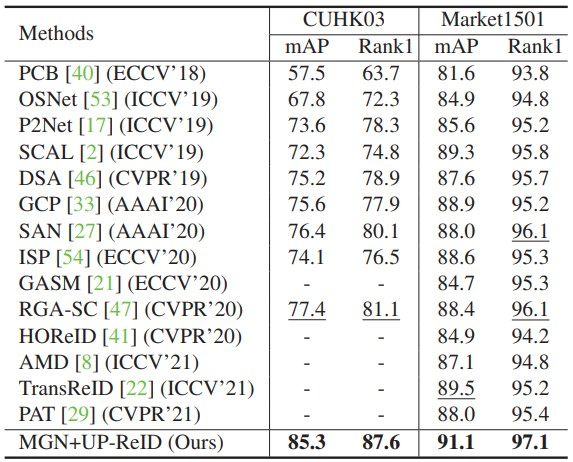 Methods CUHK03 Market1501
mAP Rank1 mAP Rank1
PCB [40] (ECCV'18) 57.5 63.7 81.6 93.8
OSNet [53] (ICCV'19) 67.8 72.3 84.9 94.8
P2Net [17] (ICCV'19) 73.6 78.3 85.6 95.2
SCAL [2] (ICCV'19) 72.3 74.8 89.3 95.8
DSA [46] (CVPR'19) 75.2 78.9 87.6 95.7
GCP [33] (AAAI'20) 75.6 77.9 88.9 95.2
SAN [27] (AAAI'20) 76.4 80.1 88.0 96.1
ISP [54] (ECCV'20) 74.1 76.5 88.6 95.3
GASM [21] (ECCV'20) - - 84.7 95.3
RGA-SC [47] (CVPR'20) 77.4 81.1 88.4 96.1
HOReID [41] (CVPR'20) - - 84.9 94.2
AMD [8] (ICCV'21) - - 87.1 94.8
TransReID [22] (ICCV'21) - - 89.5 95.2
PAT [29] (CVPR'21) - - 88.0 95.4
MGN+UP-ReID (Ours) 85.3 87.6 91.1 97.1